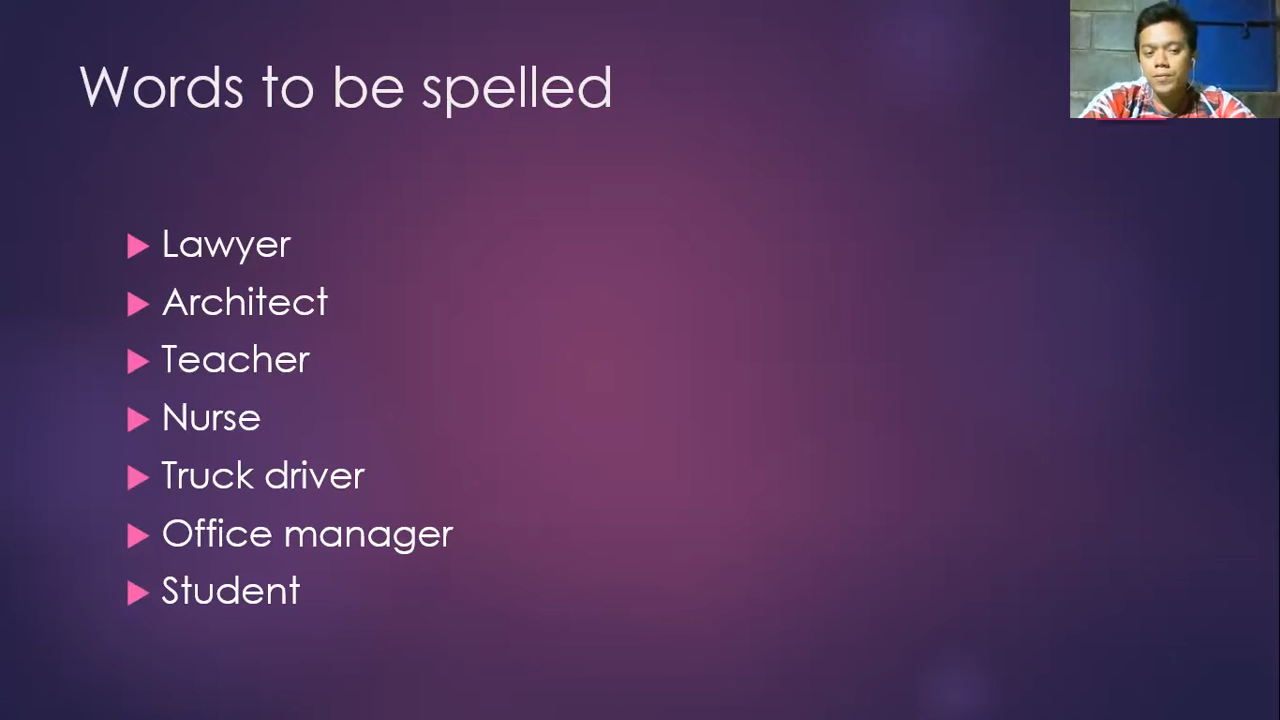 Words to be spelled
Lawyer
Architect
Teacher
Nurse
Truck driver
Office manager
Student